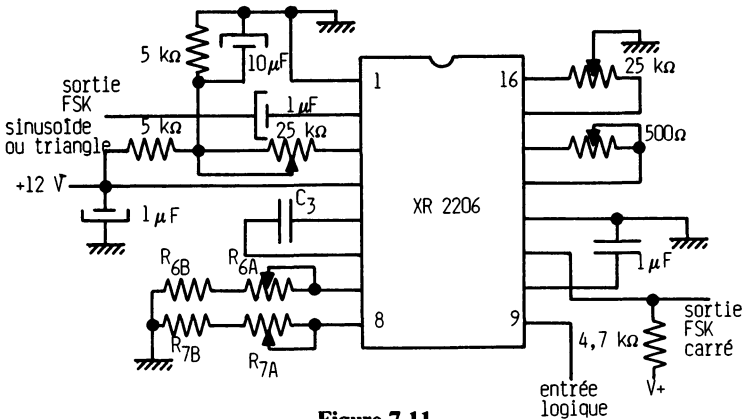 5 kΩ
10µF
sortie
FSK
1µF
sinusoïde
ou triangle
5 kΩ
25 kΩ
+12 V
1µF
C3
R6B
R6A
R7B
R7A
1
8
XR 2206
16
9
25 kΩ
500Ω
1µF
sortie
FSK
carré
4,7 kΩ
V+
entrée
logique
Figure 7-11